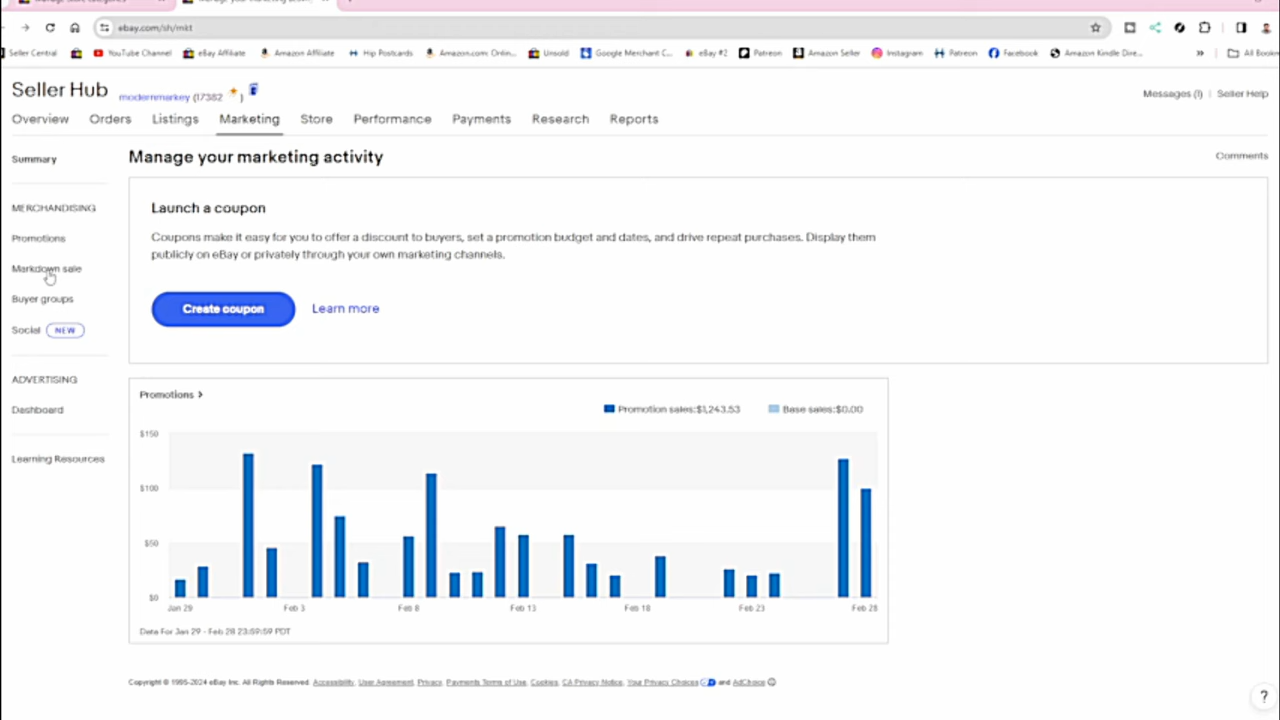 ebay.com/sh/mkt
Seller Central YouTube Channel eBay Affiliate Amazon Affiliate Hip Postcards Amazon.com: Onlin... Unsold Google Merchant C... eBay #2 Patreon Amazon Seller Instagram Patreon Facebook Amazon Kindle Dire... » All Bookm
Seller Hub modernmarkey (17382 ) Messages (1) | Seller Help
Overview Orders Listings Marketing Store Performance Payments Research Reports
Summary
Manage your marketing activity
Comments
MERCHANDISING
Promotions
Markdown sale
Buyer groups
Social NEW
ADVERTISING
Dashboard
Learning Resources
Launch a coupon
Coupons make it easy for you to offer a discount to buyers, set a promotion budget and dates, and drive repeat purchases. Display them
publicly on eBay or privately through your own marketing channels.
Create coupon Learn more
Promotions >
Promotion sales:$1,243.53 Base sales:$0.00
$150
$100
$50
$0
Jan 29 Feb 3 Feb 8 Feb 13 Feb 18 Feb 23 Feb 28
Data For Jan 29 - Feb 28 23:59:59 PDT
Copyright © 1995-2024 eBay Inc. All Rights Reserved. Accessibility, User Agreement, Privacy, Payments Terms of Use, Cookies, CA Privacy Notice, Your Privacy Choices and AdChoice
?